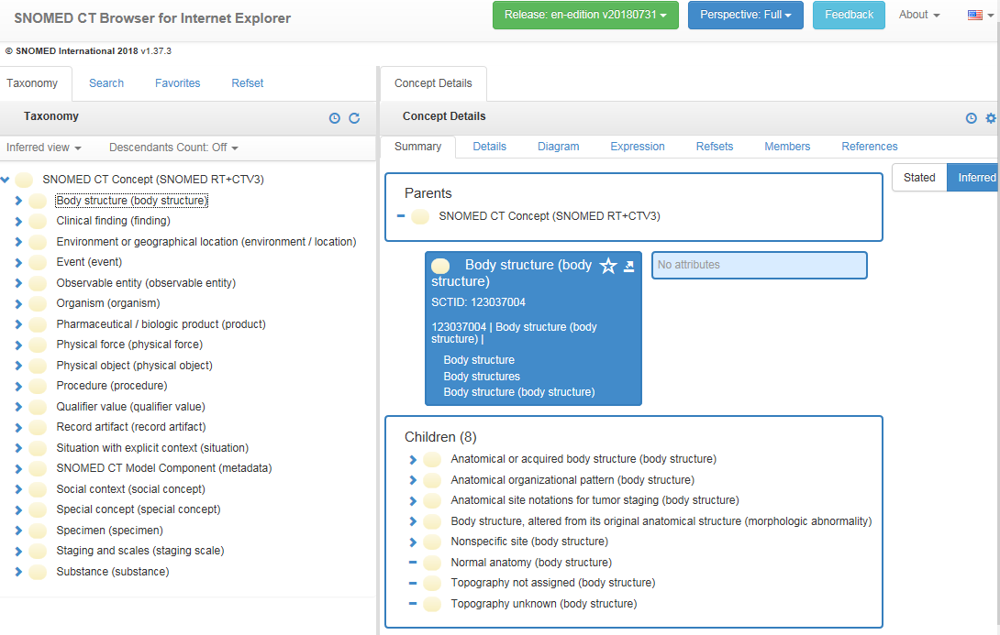 SNOMED CT Browser for Internet Explorer
Release: en-edition v20180731
Perspective: Full
Feedback
About
© SNOMED International 2018 v1.37.3
Taxonomy
Search
Favorites
Refset
Taxonomy
Inferred view
Descendants Count: Off
SNOMED CT Concept (SNOMED RT+CTV3)
Body structure (body structure)
Clinical finding (finding)
Environment or geographical location (environment / location)
Event (event)
Observable entity (observable entity)
Organism (organism)
Pharmaceutical / biologic product (product)
Physical force (physical force)
Physical object (physical object)
Procedure (procedure)
Qualifier value (qualifier value)
Record artifact (record artifact)
Situation with explicit context (situation)
SNOMED CT Model Component (metadata)
Social context (social concept)
Special concept (special concept)
Specimen (specimen)
Staging and scales (staging scale)
Substance (substance)
Concept Details
Concept Details
Summary
Details
Diagram
Expression
Refsets
Members
References
Stated
Inferred
Parents
SNOMED CT Concept (SNOMED RT+CTV3)
Body structure (body
structure)
SCTID: 123037004
123037004 | Body structure (body
structure) |
Body structure
Body structures
Body structure (body structure)
No attributes
Children (8)
Anatomical or acquired body structure (body structure)
Anatomical organizational pattern (body structure)
Anatomical site notations for tumor staging (body structure)
Body structure, altered from its original anatomical structure (morphologic abnormality)
Nonspecific site (body structure)
Normal anatomy (body structure)
Topography not assigned (body structure)
Topography unknown (body structure)